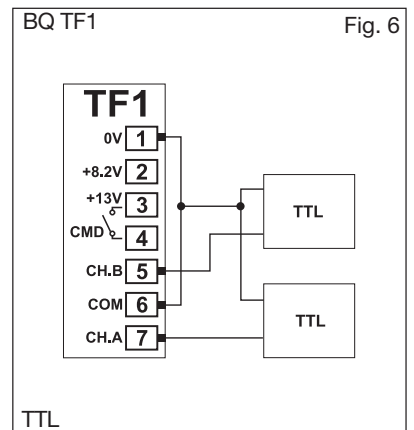 BQ TF1
Fig. 6
TF1
0V 1
+8.2V 2
+13V 3
CMD 4
CH.B 5
COM 6
CH.A 7
TTL
TTL
TTL